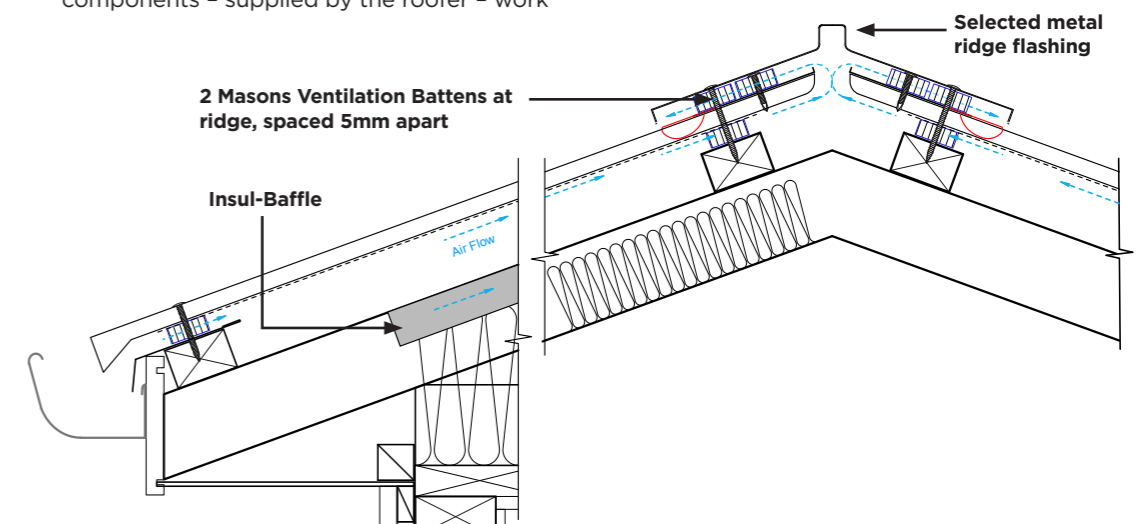 components – supplied by the roofer – work
Selected metal
ridge flashing
2 Masons Ventilation Battens at
ridge, spaced 5mm apart
Insul-Baffle
Air Flow